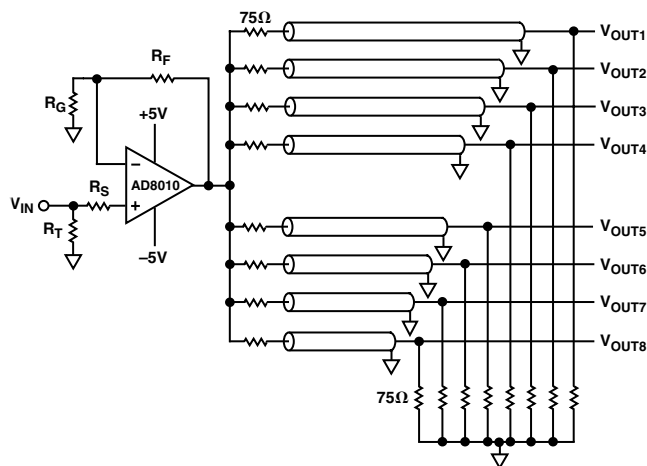 75Ω
V_OUT1
V_OUT2
V_OUT3
V_OUT4
R_F
R_G
+5V
−
AD8010
+
V_IN
R_S
R_T
−5V
V_OUT5
V_OUT6
V_OUT7
V_OUT8
75Ω